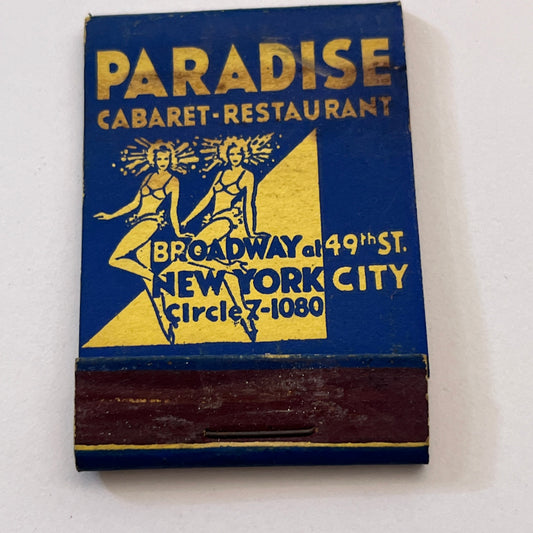 PARADISE
CABARET-RESTAURANT
BROADWAY at 49th ST.
NEW YORK CITY
CIrcle 7-1080